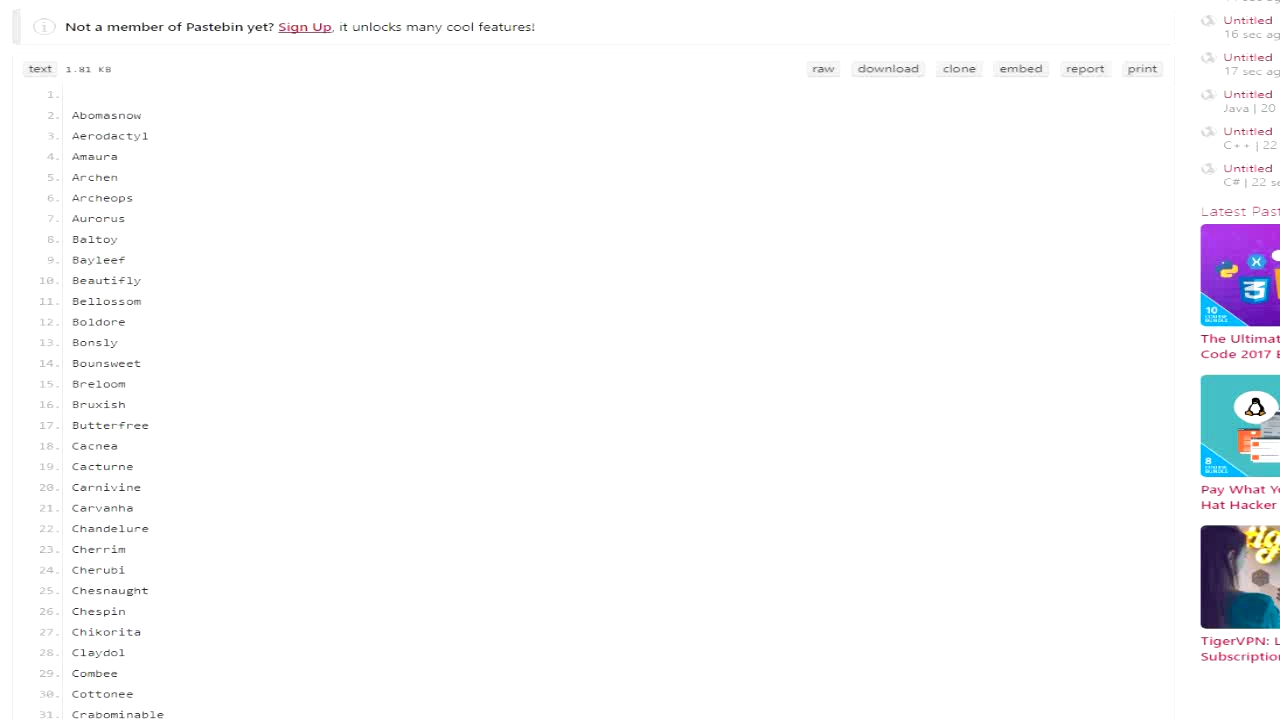 Not a member of Pastebin yet? Sign Up, it unlocks many cool features!
text 1.81 KB raw download clone embed report print
1.
2. Abomasnow
3. Aerodactyl
4. Amaura
5. Archen
6. Archeops
7. Aurorus
8. Baltoy
9. Bayleef
10. Beautifly
11. Bellossom
12. Boldore
13. Bonsly
14. Bounsweet
15. Breloom
16. Bruxish
17. Butterfree
18. Cacnea
19. Cacturne
20. Carnivine
21. Carvanha
22. Chandelure
23. Cherrim
24. Cherubi
25. Chesnaught
26. Chespin
27. Chikorita
28. Claydol
29. Combee
30. Cottonee
31. Crabominable
Untitled
16 sec ag
Untitled
17 sec ag
Untitled
Java | 20
Untitled
C++ | 22
Untitled
C# | 22 se
Latest Past
10
The Ultimat
Code 2017 B
8
Pay What Yo
Hat Hacker
TigerVPN: L
Subscription